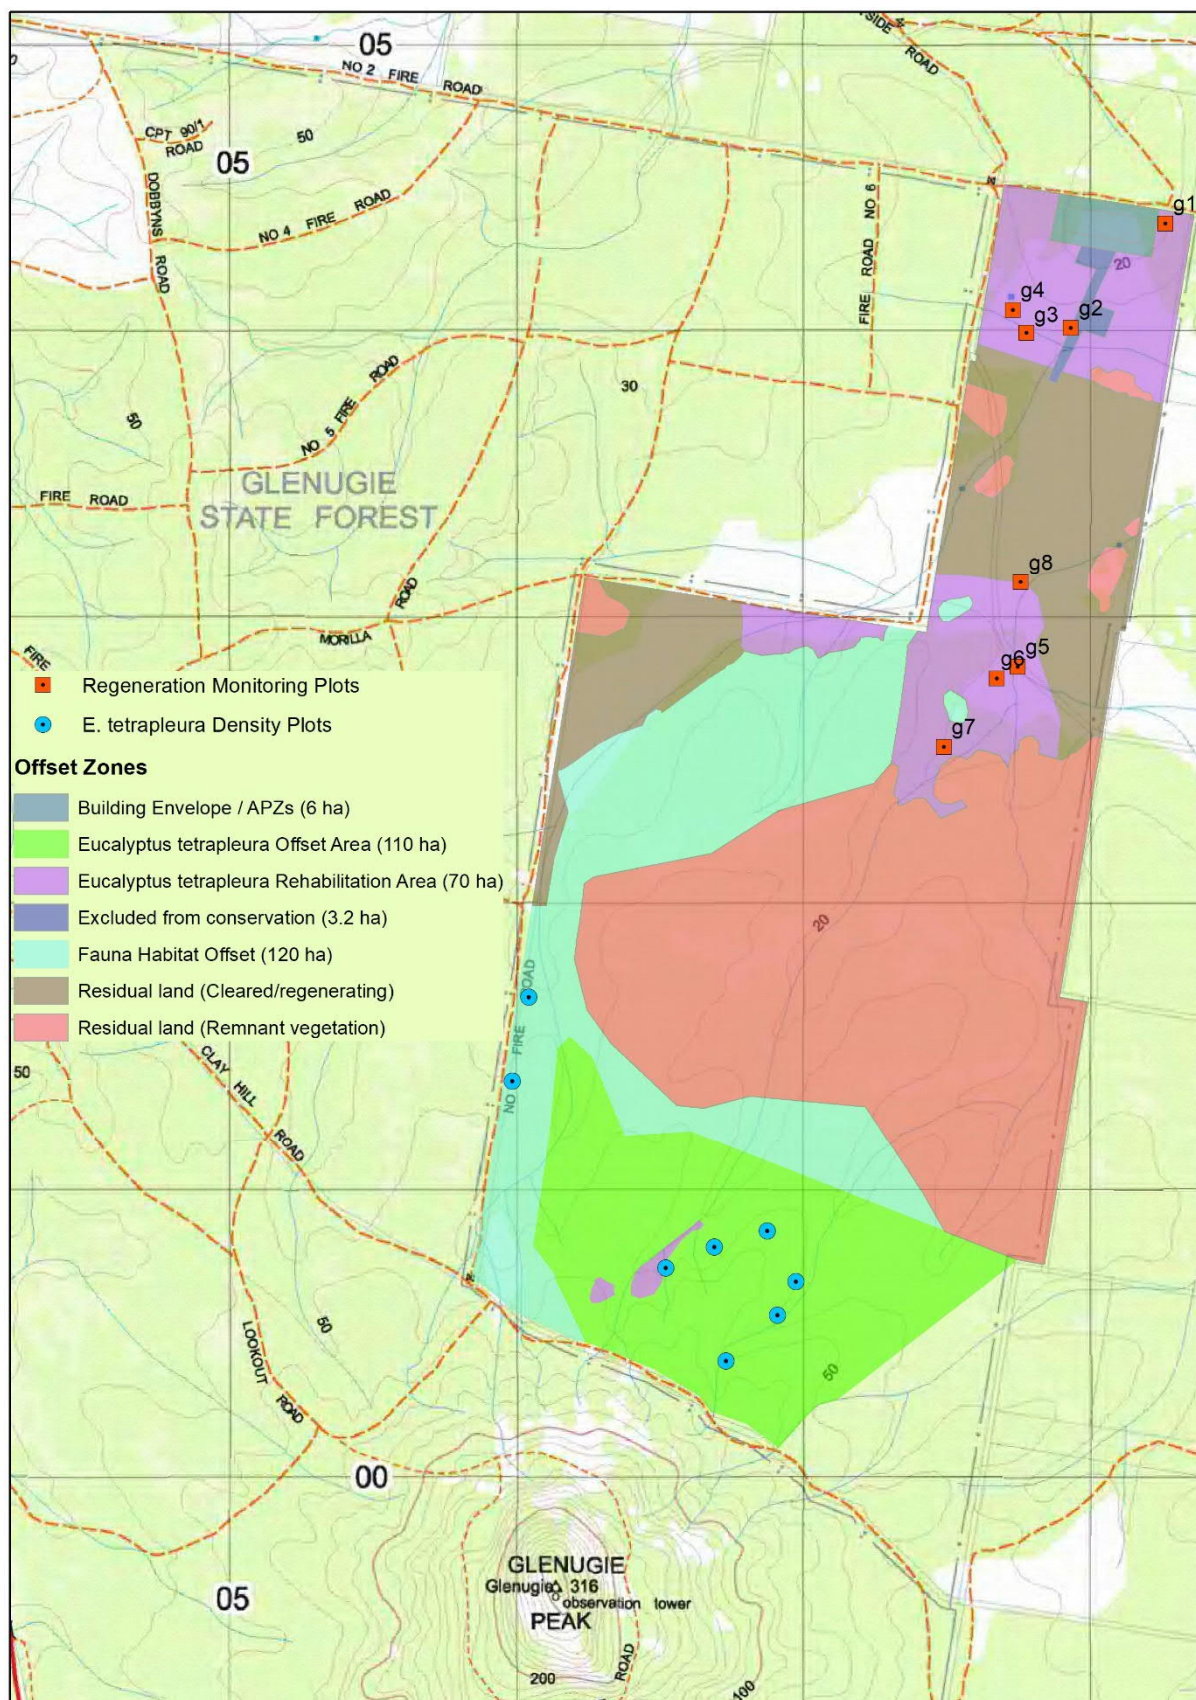 05
SIDE
ROAD
NO 2 FIRE ROAD
CPT 90/1
ROAD
50
05
DOBBYNS
ROAD
NO 4 FIRE ROAD
FIRE ROAD NO 6
g1
20
g4
g3
g2
NO 5 FIRE ROAD
30
50
GLENUGIE
STATE FOREST
FIRE ROAD
g8
MORILLA
ROAD
FIRE
g5
g6
g7
Regeneration Monitoring Plots
E. tetrapleura Density Plots
Offset Zones
Building Envelope / APZs (6 ha)
Eucalyptus tetrapleura Offset Area (110 ha)
Eucalyptus tetrapleura Rehabilitation Area (70 ha)
Excluded from conservation (3.2 ha)
Fauna Habitat Offset (120 ha)
Residual land (Cleared/regenerating)
Residual land (Remnant vegetation)
20
NO FIRE ROAD
50
CLAY HILL
ROAD
LOOKOUT
ROAD
50
50
00
GLENUGIE
Glenugie 316
observation tower
PEAK
05
200
ROAD
100